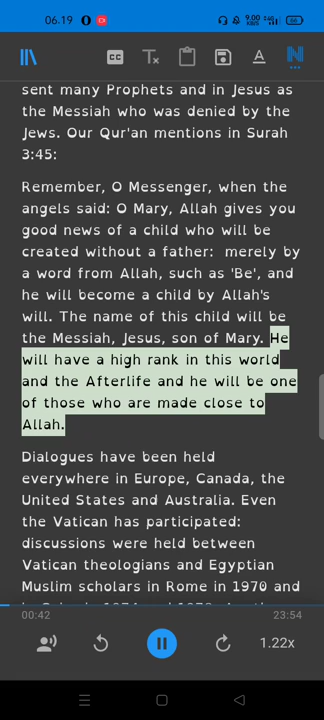 06.19
9.00 KB/S
66
CC
sent many Prophets and in Jesus as
the Messiah who was denied by the
Jews. Our Qur'an mentions in Surah
3:45:
Remember, O Messenger, when the
angels said: O Mary, Allah gives you
good news of a child who will be
created without a father:  merely by
a word from Allah, such as 'Be', and
he will become a child by Allah's
will. The name of this child will be
the Messiah, Jesus, son of Mary. He
will have a high rank in this world
and the Afterlife and he will be one
of those who are made close to
Allah.
Dialogues have been held
everywhere in Europe, Canada, the
United States and Australia. Even
the Vatican has participated:
discussions were held between
Vatican theologians and Egyptian
Muslim scholars in Rome in 1970 and
00:42
23:54
1.22x